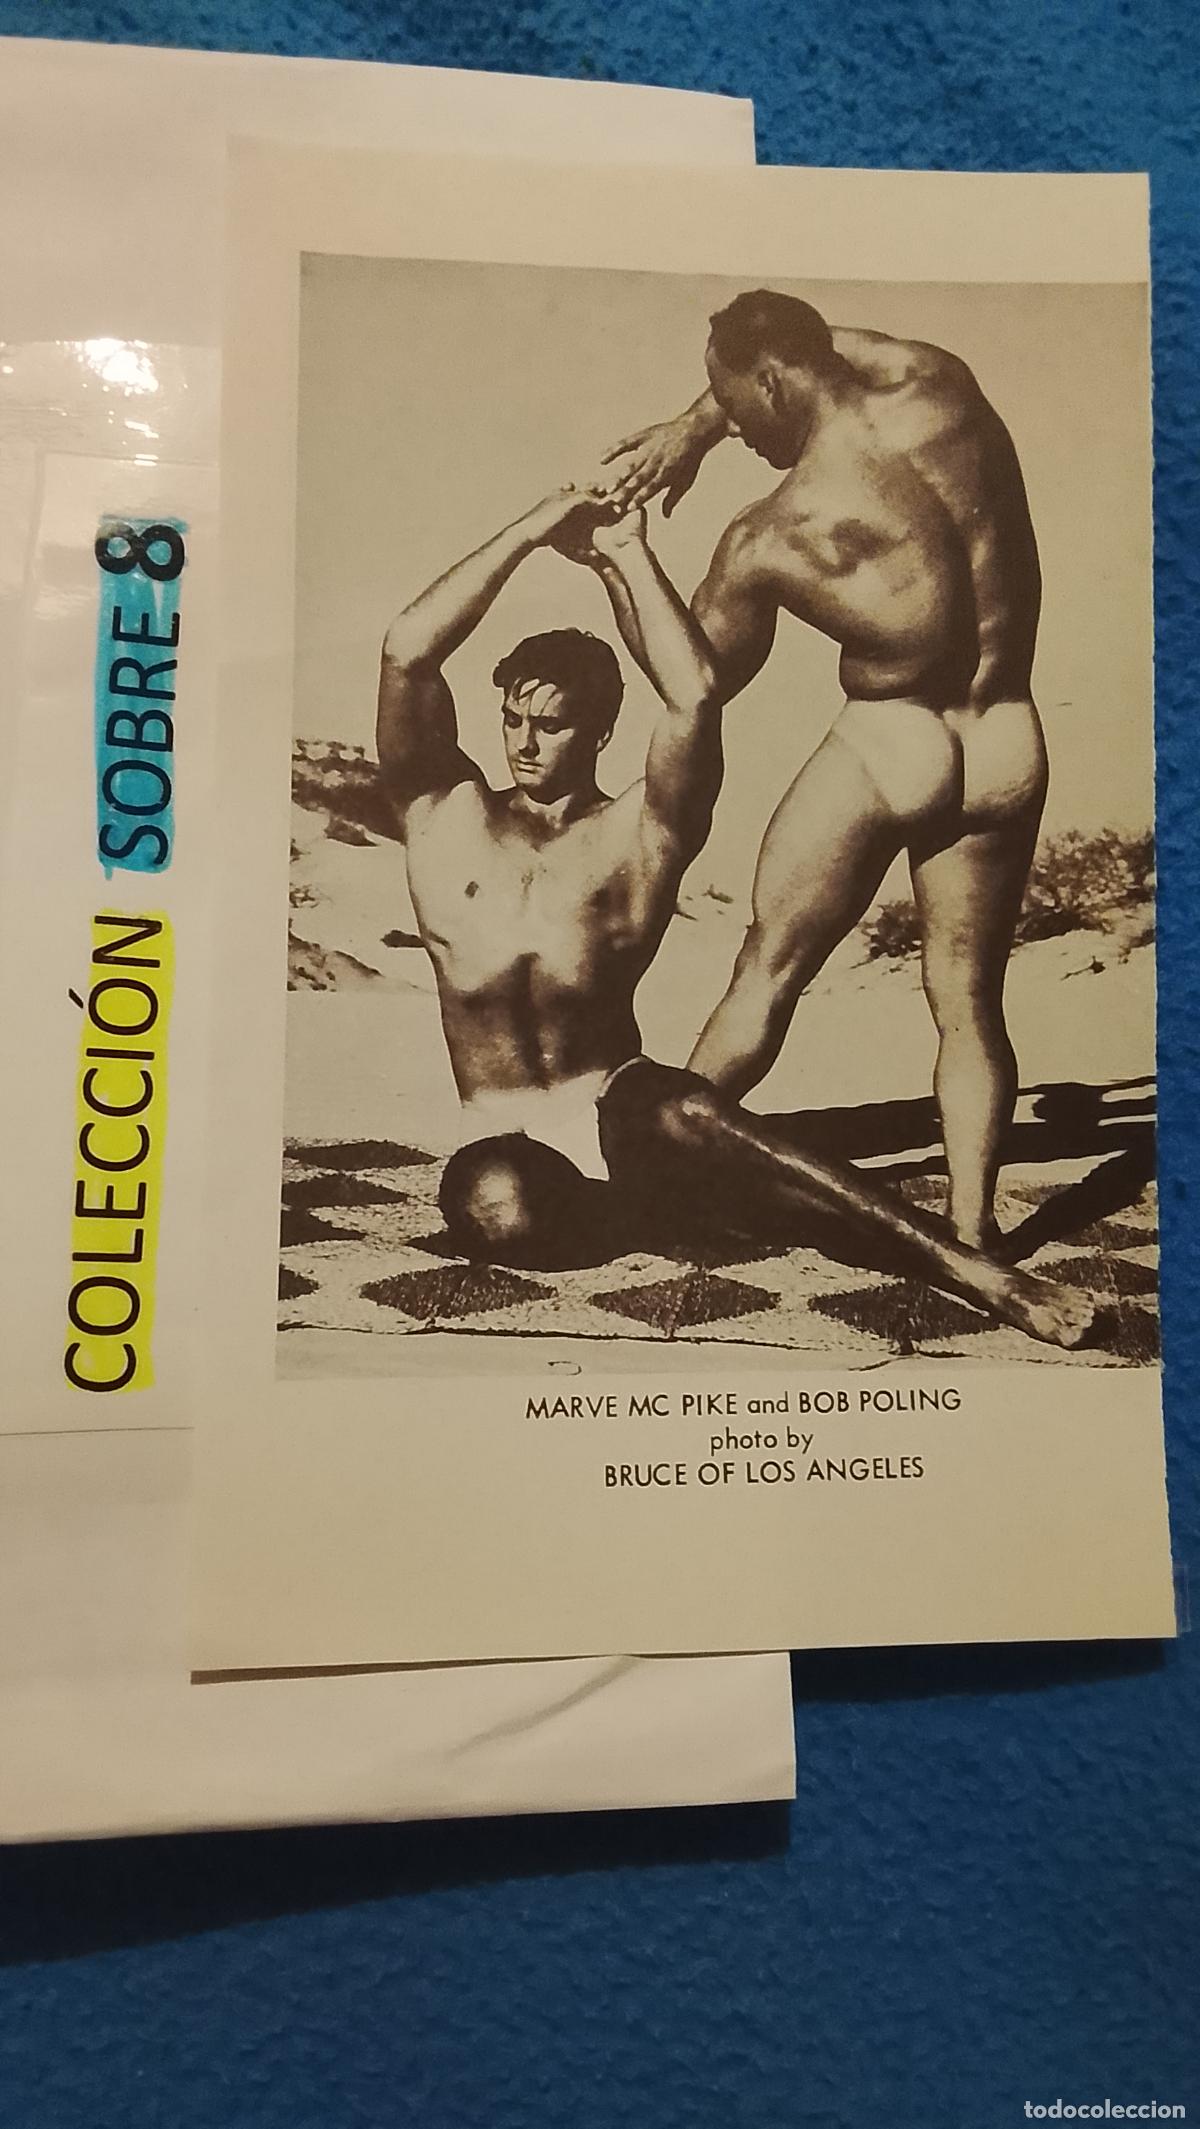 COLECCIÓN SOBRE 8
MARVE MC PIKE and BOB POLING
photo by
BRUCE OF LOS ANGELES
todocoleccion